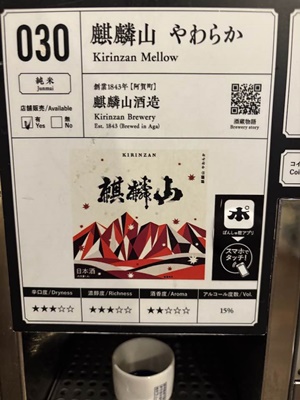 030
麒麟山 やわらか
Kirinzan Mellow
純米
Junmai
店舗販売/Available
有 Yes
無 No
創業1843年 [阿賀町]
麒麟山酒造
Kirinzan Brewery
Est. 1843 (Brewed in Aga)
酒蔵物語
Brewery story
KIRINZAN
麒麟山
日本酒
ぽ
ぽんしゅ館アプリ
スマホで
タッチ!
辛口度/Dryness
濃醇度/Richness
酒香度/Aroma
アルコール度数/Vol.
★★★☆☆
★★★☆☆
★★☆☆☆
15%
コイ
Coi